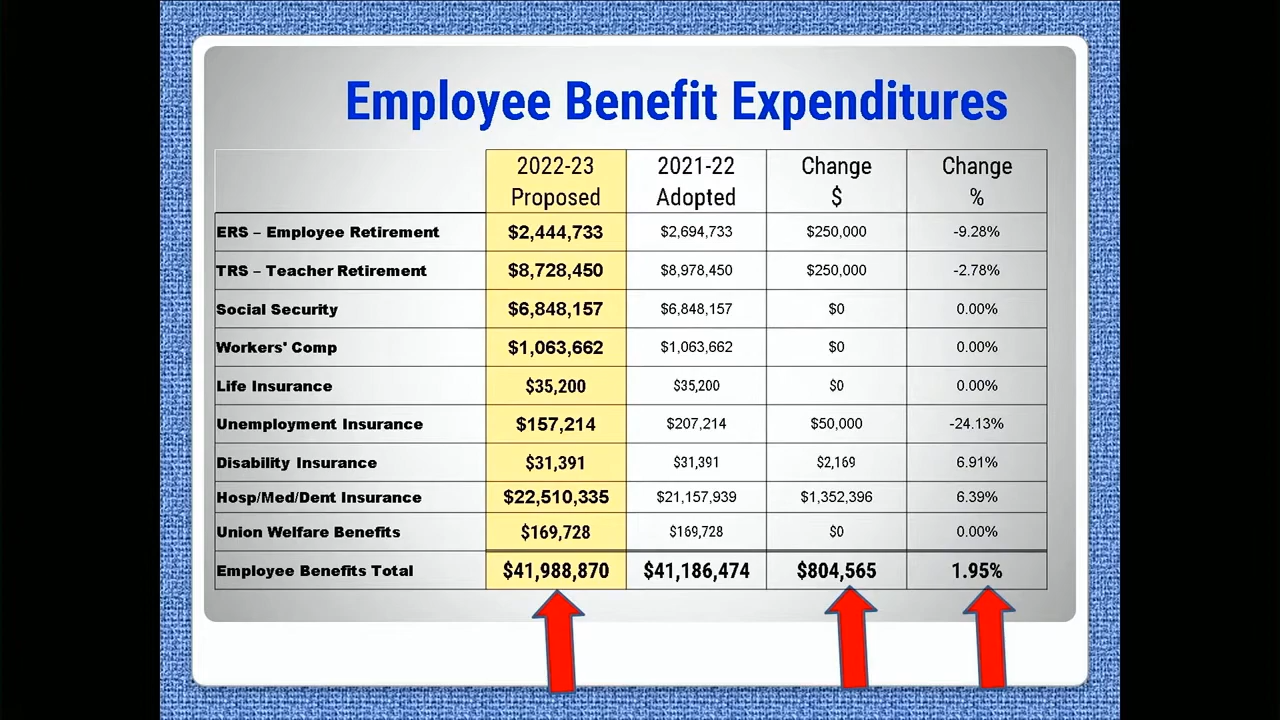 Employee Benefit Expenditures
2022-23 Proposed 2021-22 Adopted Change $ Change %
ERS – Employee Retirement $2,444,733 $2,694,733 $250,000 -9.28%
TRS – Teacher Retirement $8,728,450 $8,978,450 $250,000 -2.78%
Social Security $6,848,157 $6,848,157 $0 0.00%
Workers' Comp $1,063,662 $1,063,662 $0 0.00%
Life Insurance $35,200 $35,200 $0 0.00%
Unemployment Insurance $157,214 $207,214 $50,000 -24.13%
Disability Insurance $31,391 $31,391 $2,169 6.91%
Hosp/Med/Dent Insurance $22,510,335 $21,157,939 $1,352,396 6.39%
Union Welfare Benefits $169,728 $169,728 $0 0.00%
Employee Benefits Total $41,988,870 $41,186,474 $804,565 1.95%